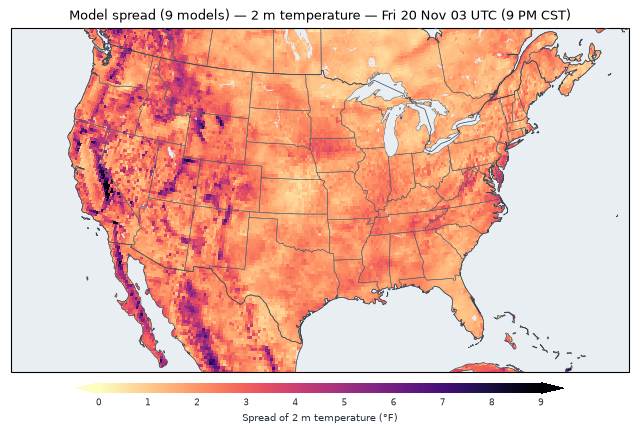 Model spread (9 models) — 2 m temperature — Fri 20 Nov 03 UTC (9 PM CST)
0 1 2 3 4 5 6 7 8 9
Spread of 2 m temperature (°F)